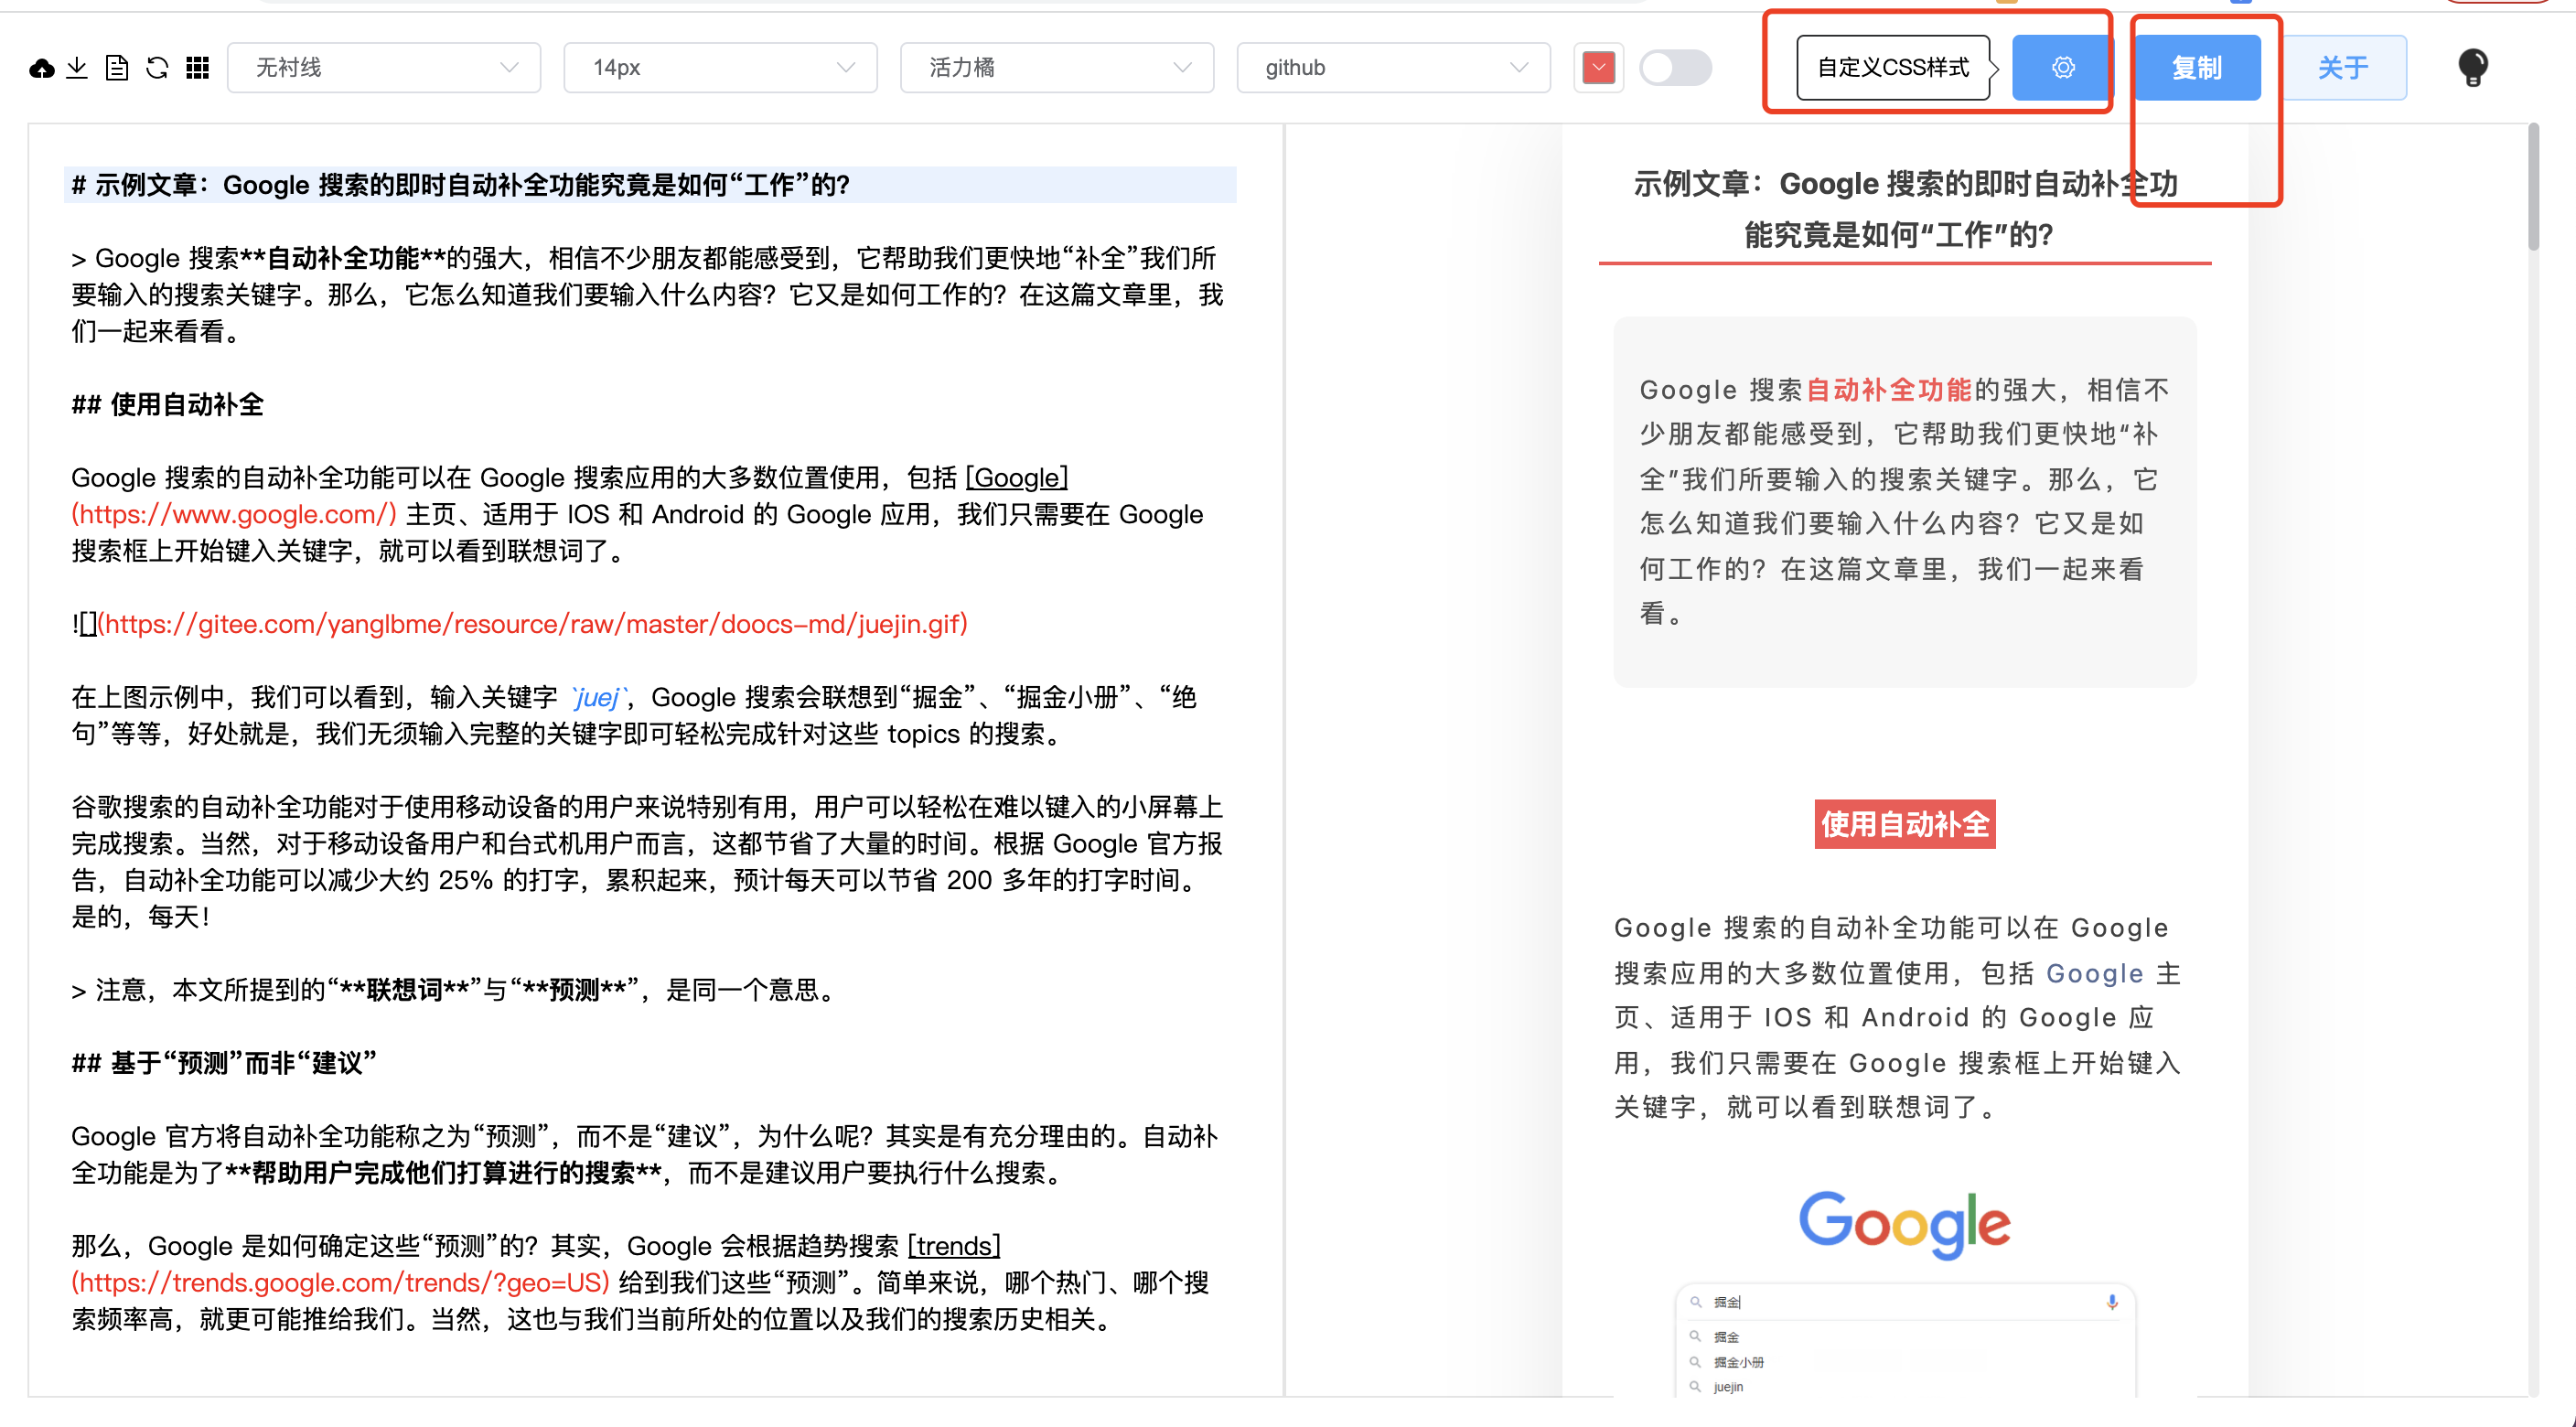 无衬线
14px
活力橘
github
自定义CSS样式
复制
关于
# 示例文章：Google 搜索的即时自动补全功能究竟是如何“工作”的？
> Google 搜索**自动补全功能**的强大，相信不少朋友都能感受到，它帮助我们更快地“补全”我们所
要输入的搜索关键字。那么，它怎么知道我们要输入什么内容？它又是如何工作的？在这篇文章里，我
们一起来看看。
## 使用自动补全
Google 搜索的自动补全功能可以在 Google 搜索应用的大多数位置使用，包括 [Google]
(https://www.google.com/) 主页、适用于 IOS 和 Android 的 Google 应用，我们只需要在 Google
搜索框上开始键入关键字，就可以看到联想词了。
![](https://gitee.com/yanglbme/resource/raw/master/doocs-md/juejin.gif)
在上图示例中，我们可以看到，输入关键字 `juej`，Google 搜索会联想到“掘金”、“掘金小册”、“绝
句”等等，好处就是，我们无须输入完整的关键字即可轻松完成针对这些 topics 的搜索。
谷歌搜索的自动补全功能对于使用移动设备的用户来说特别有用，用户可以轻松在难以键入的小屏幕上
完成搜索。当然，对于移动设备用户和台式机用户而言，这都节省了大量的时间。根据 Google 官方报
告，自动补全功能可以减少大约 25% 的打字，累积起来，预计每天可以节省 200 多年的打字时间。
是的，每天！
> 注意，本文所提到的“**联想词**”与“**预测**”，是同一个意思。
## 基于“预测”而非“建议”
Google 官方将自动补全功能称之为“预测”，而不是“建议”，为什么呢？其实是有充分理由的。自动补
全功能是为了**帮助用户完成他们打算进行的搜索**，而不是建议用户要执行什么搜索。
那么，Google 是如何确定这些“预测”的？其实，Google 会根据趋势搜索 [trends]
(https://trends.google.com/trends/?geo=US) 给到我们这些“预测”。简单来说，哪个热门、哪个搜
索频率高，就更可能推给我们。当然，这也与我们当前所处的位置以及我们的搜索历史相关。
示例文章：Google 搜索的即时自动补全功
能究竟是如何“工作”的？
Google 搜索自动补全功能的强大，相信不
少朋友都能感受到，它帮助我们更快地“补
全”我们所要输入的搜索关键字。那么，它
怎么知道我们要输入什么内容？它又是如
何工作的？在这篇文章里，我们一起来看
看。
使用自动补全
Google 搜索的自动补全功能可以在 Google
搜索应用的大多数位置使用，包括 Google 主
页、适用于 IOS 和 Android 的 Google 应
用，我们只需要在 Google 搜索框上开始键入
关键字，就可以看到联想词了。
Google
掘金
掘金
掘金小册
juejin